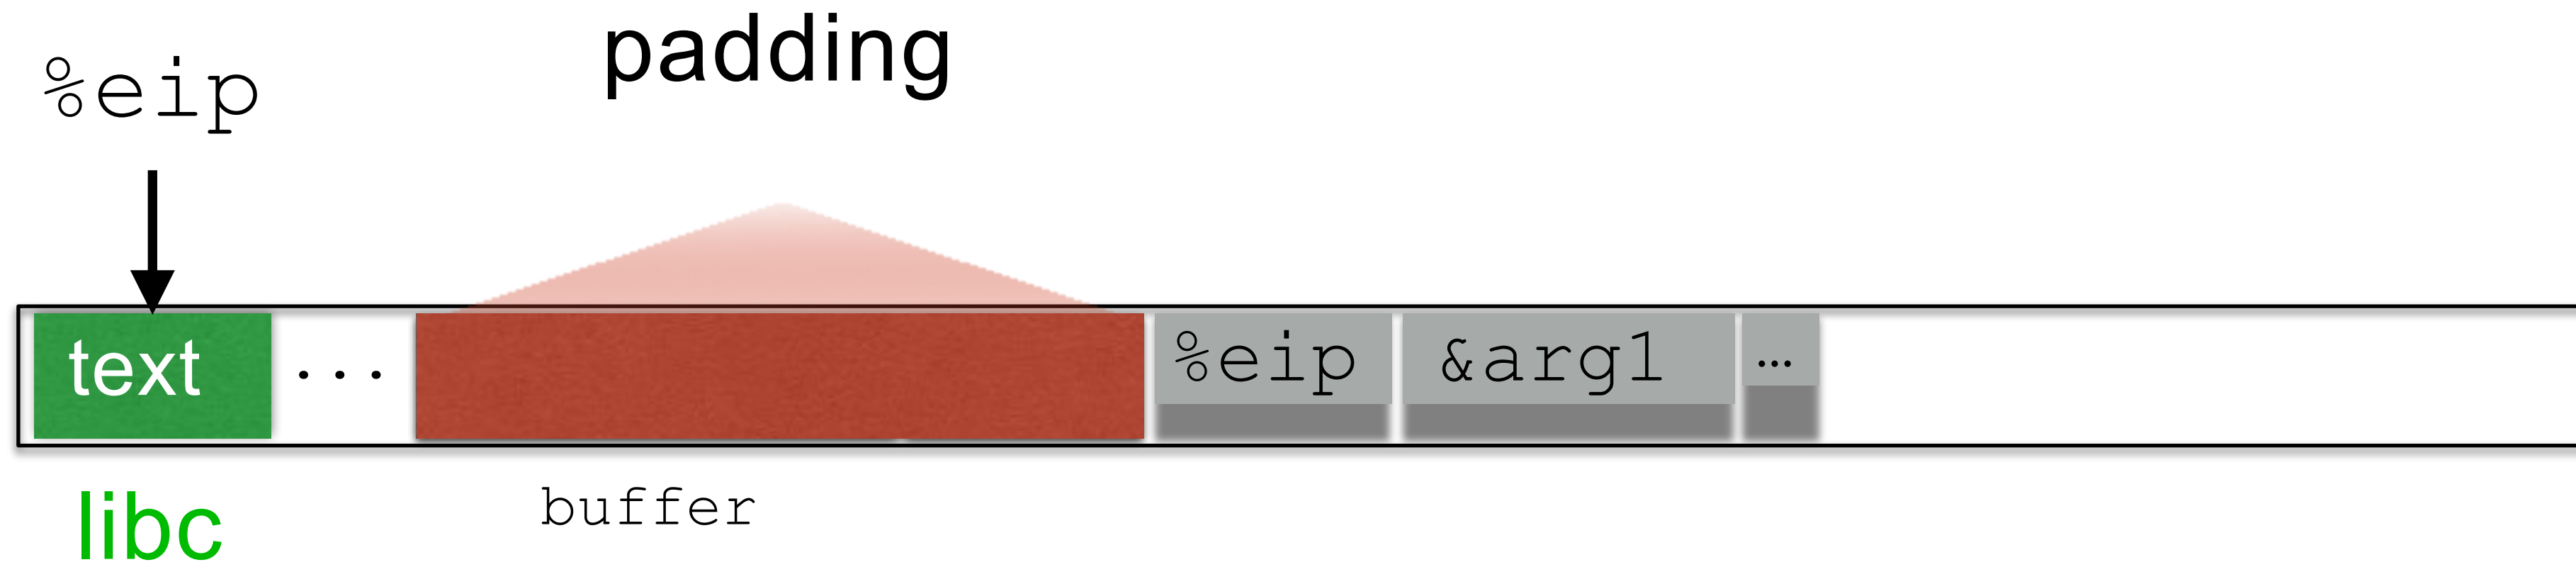 padding
%eip
text ... %eip &arg1 ...
libc
buffer